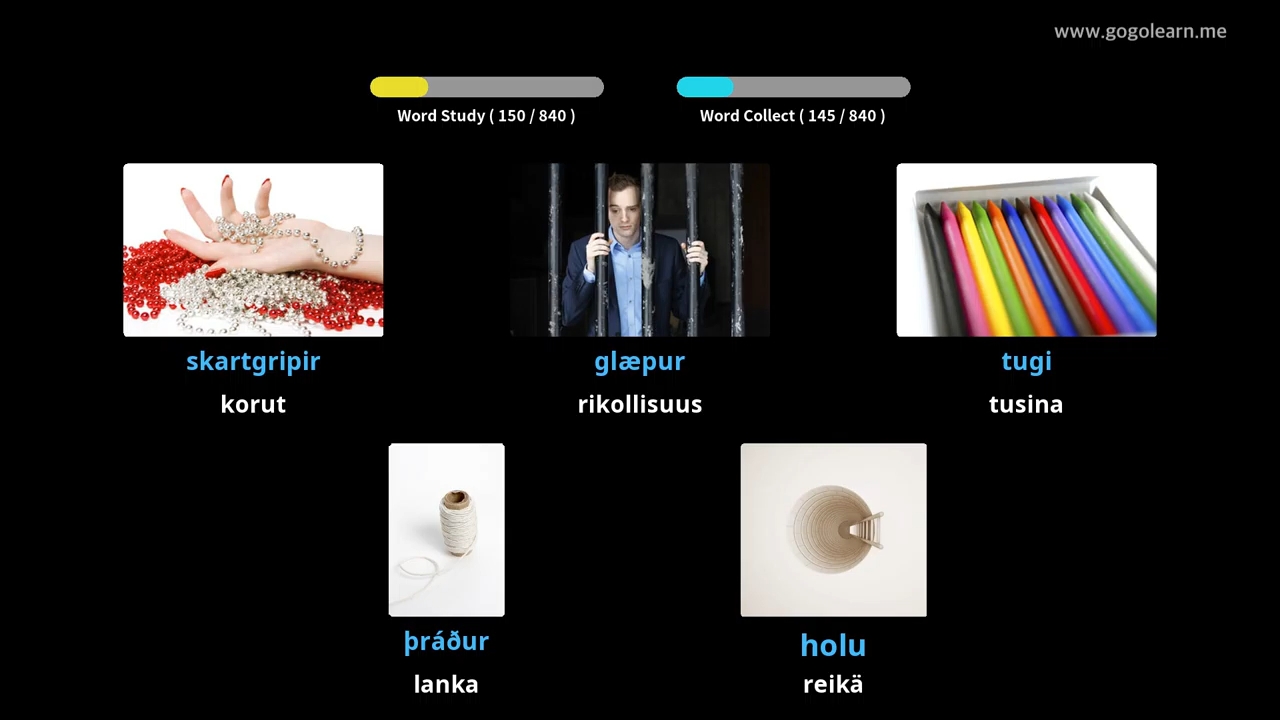 www.gogolearn.me
Word Study ( 150 / 840 )
Word Collect ( 145 / 840 )
skartgripir
glæpur
tugi
korut
rikollisuus
tusina
þráður
holu
lanka
reikä